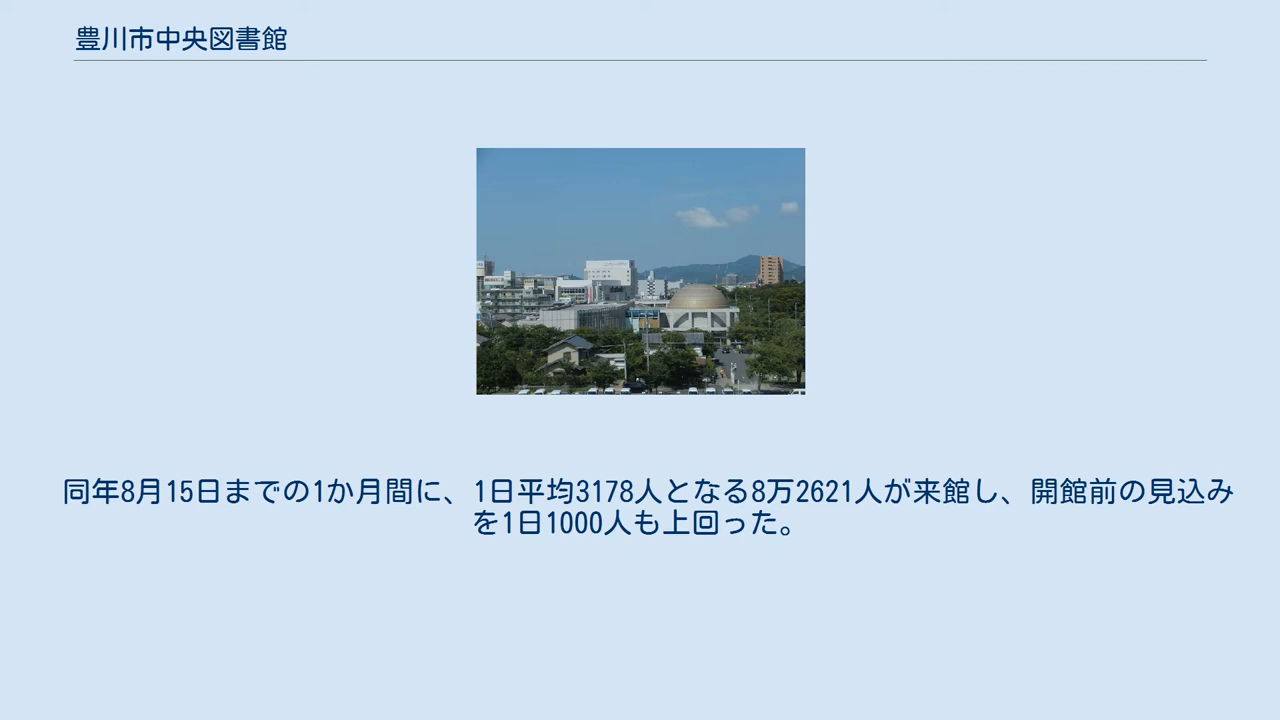 豊川市中央図書館
同年8月15日までの1か月間に、1日平均3178人となる8万2621人が来館し、開館前の見込み
を1日1000人も上回った。